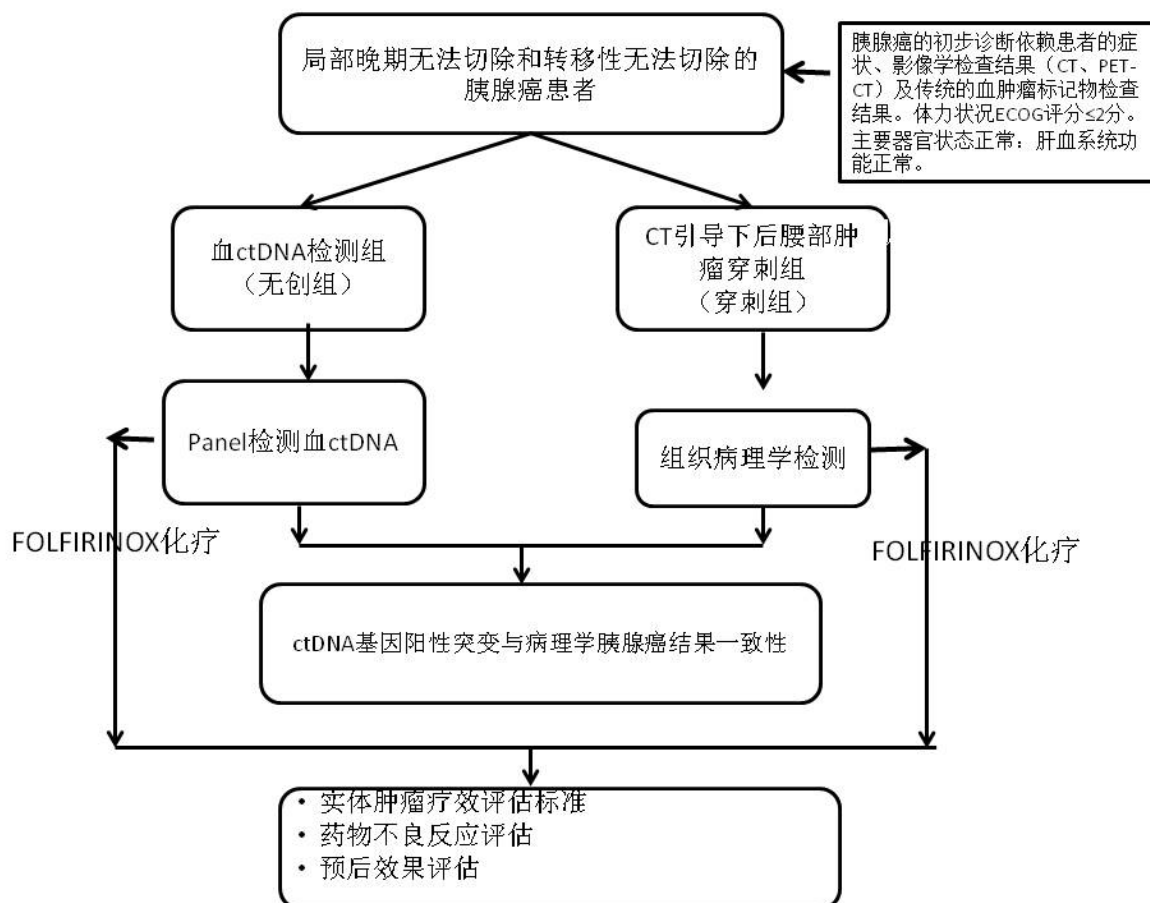 局部晚期无法切除和转移性无法切除的
胰腺癌患者
胰腺癌的初步诊断依赖患者的症
状、影像学检查结果（CT、PET-
CT）及传统的血肿瘤标记物检查
结果。体力状况ECOG评分≤2分。
主要器官状态正常：肝血系统功
能正常。
血ctDNA检测组
（无创组）
CT引导下后腰部肿
瘤穿刺组
（穿刺组）
Panel检测血ctDNA
组织病理学检测
FOLFIRINOX化疗
FOLFIRINOX化疗
ctDNA基因阳性突变与病理学胰腺癌结果一致性
• 实体肿瘤疗效评估标准
• 药物不良反应评估
• 预后效果评估